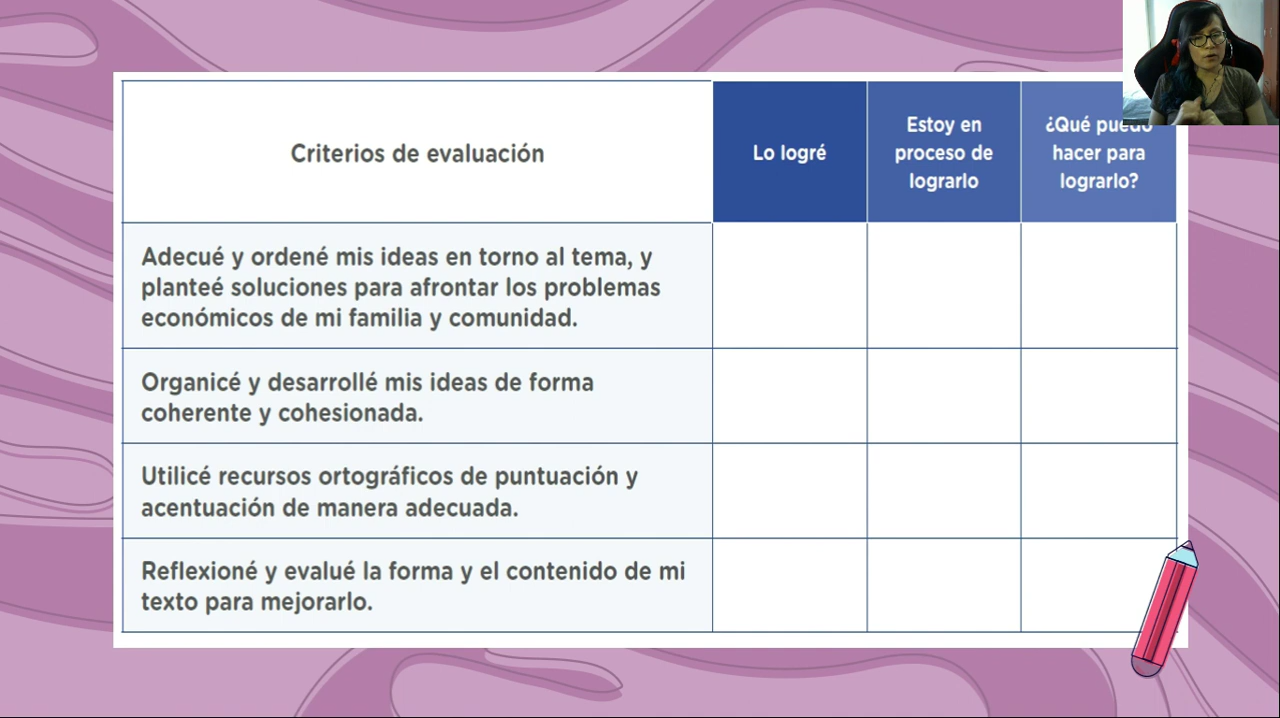 Criterios de evaluación
Lo logré
Estoy en
proceso de
lograrlo
¿Qué puedo
hacer para
lograrlo?
Adecué y ordené mis ideas en torno al tema, y
planteé soluciones para afrontar los problemas
económicos de mi familia y comunidad.
Organicé y desarrollé mis ideas de forma
coherente y cohesionada.
Utilicé recursos ortográficos de puntuación y
acentuación de manera adecuada.
Reflexioné y evalué la forma y el contenido de mi
texto para mejorarlo.